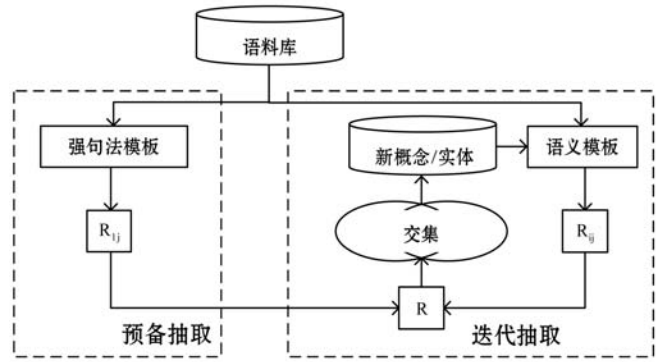 语料库
强句法模板
新概念/实体
语义模板
R1j
交集
Rij
R
预备抽取
迭代抽取